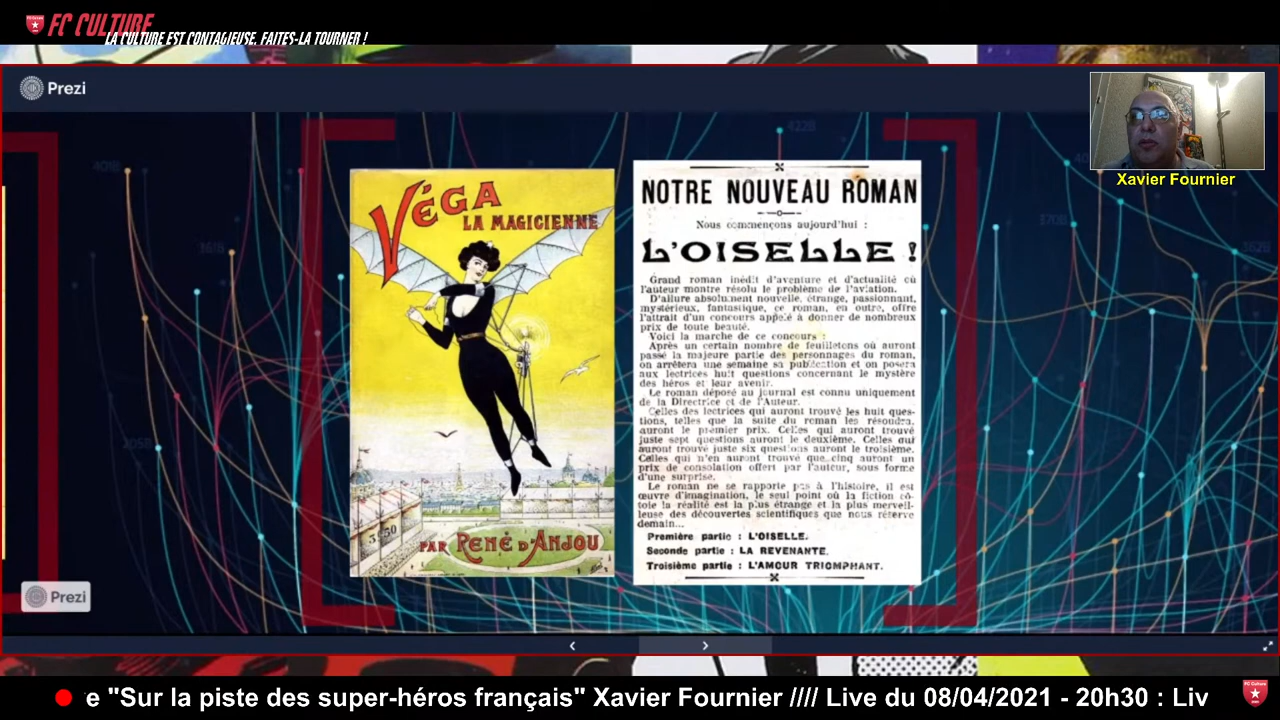 FC CULTURE
LA CULTURE EST CONTAGIEUSE, FAITES-LA TOURNER !
Prezi
Xavier Fournier
VÉGA
LA MAGICIENNE
5F50
PAR RENÉ D'ANJOU
NOTRE NOUVEAU ROMAN
Nous commençons aujourd'hui :
L'OISELLE !
Grand roman inédit d'aventure et d'actualité où
l'auteur montre résolu le problème de l'aviation.
D'allure absolument nouvelle, étrange, passionnant,
mystérieux, fantastique, ce roman, en outre, offre
l'attrait d'un concours appelé à donner de nombreux
prix de toute beauté.
Voici la marche de ce concours :
Après un certain nombre de feuilletons où auront
passé la majeure partie des personnages du roman,
on arrêtera une semaine sa publication et on posera
aux lectrices huit questions concernant le mystère
des héros et leur avenir.
Le roman déposé au journal est connu uniquement
de la Directrice et de l'Auteur.
Celles des lectrices qui auront trouvé les huit ques-
tions, telles que la suite du roman les résoudra,
auront le premier prix. Celles qui auront trouvé
juste sept questions auront le deuxième. Celles qui
auront trouvé juste six questions auront le troisième.
Celles qui n'en auront trouvé que cinq auront un
prix de consolation offert par l'auteur, sous forme
d'une surprise.
Le roman ne se rapporte pas à l'histoire, il est
œuvre d'imagination, le seul point où la fiction cô-
toie la réalité est la plus étrange et la plus merveil-
leuse des découvertes scientifiques que nous réserve
demain...
Première partie : L'OISELLE.
Seconde partie : LA REVENANTE.
Troisième partie : L'AMOUR TRIOMPHANT.
422B
401B
361B
205B
370B
362B
Prezi
e "Sur la piste des super-héros français" Xavier Fournier //// Live du 08/04/2021 - 20h30 : Liv